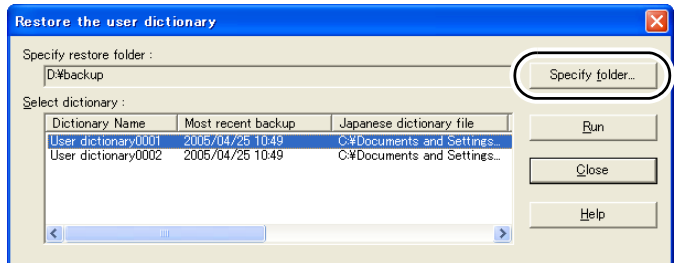 Restore the user dictionary
Specify restore folder :
D:¥backup
Specify folder...
Select dictionary :
Dictionary Name Most recent backup Japanese dictionary file
User dictionary0001 2005/04/25 10:49 C:¥Documents and Settings...
User dictionary0002 2005/04/25 10:49 C:¥Documents and Settings...
Run
Close
Help